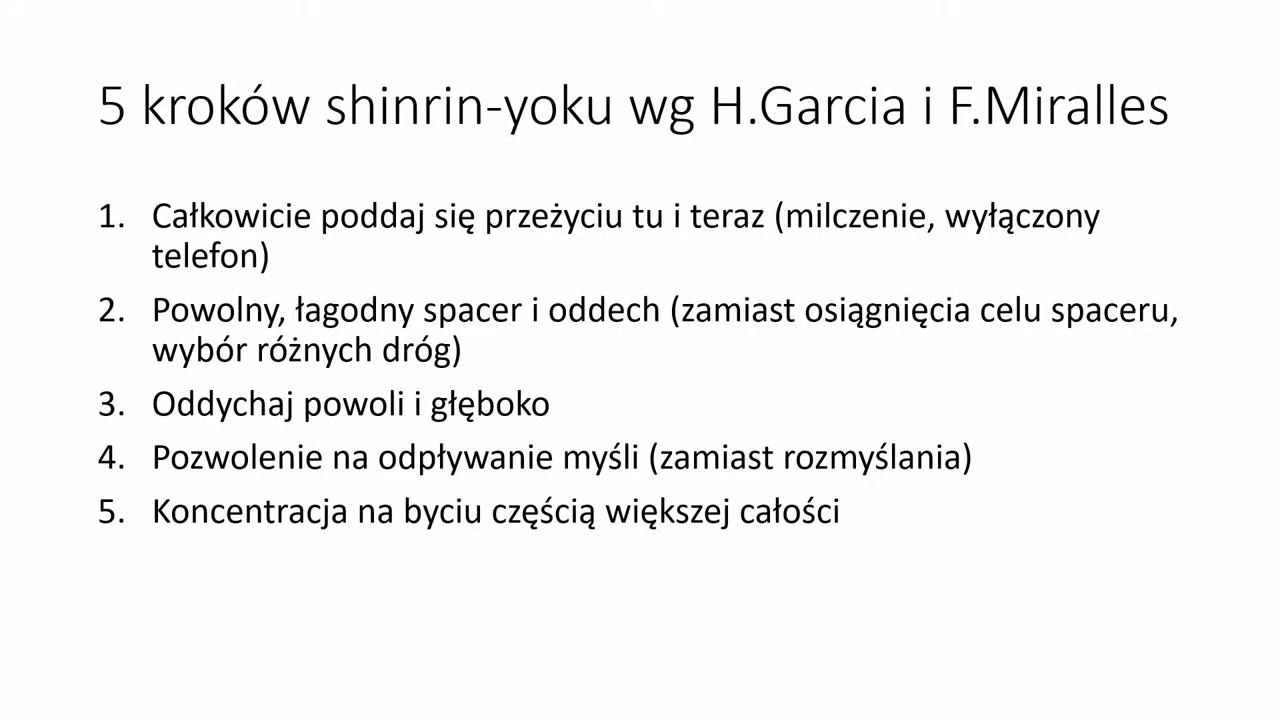 5 kroków shinrin-yoku wg H.Garcia i F.Miralles
1. Całkowicie poddaj się przeżyciu tu i teraz (milczenie, wyłączony
telefon)
2. Powolny, łagodny spacer i oddech (zamiast osiągnięcia celu spaceru,
wybór różnych dróg)
3. Oddychaj powoli i głęboko
4. Pozwolenie na odpływanie myśli (zamiast rozmyślania)
5. Koncentracja na byciu częścią większej całości